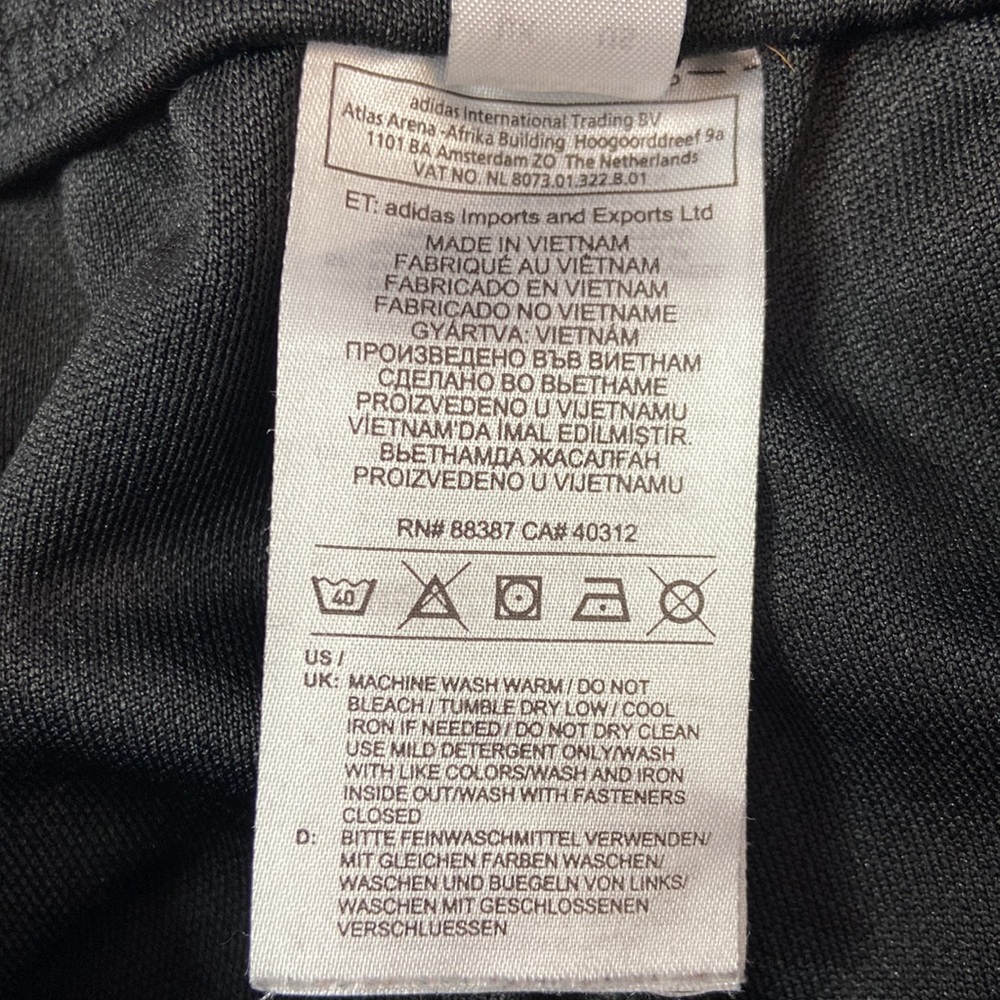 adidas International Trading BV
Atlas Arena -Afrika Building Hoogoorddreef 9a
1101 BA Amsterdam ZO The Netherlands
VAT NO. NL 8073.01.322.B.01
ET: adidas Imports and Exports Ltd
MADE IN VIETNAM
FABRIQUÉ AU VIÊTNAM
FABRICADO EN VIETNAM
FABRICADO NO VIETNAME
GYÁRTVA: VIETNÁM
ПРОИЗВЕДЕНО ВЪВ ВИЕТНАМ
СДЕЛАНО ВО ВЬЕТНАМЕ
PROIZVEDENO U VIJETNAMU
VİETNAM'DA İMAL EDİLMİŞTİR.
ВЬЕТНАМДА ЖАСАЛҒАН
PROIZVEDENO U VIJETNAMU
RN# 88387 CA# 40312
40
US /
UK: MACHINE WASH WARM / DO NOT
BLEACH / TUMBLE DRY LOW / COOL
IRON IF NEEDED / DO NOT DRY CLEAN
USE MILD DETERGENT ONLY/WASH
WITH LIKE COLORS/WASH AND IRON
INSIDE OUT/WASH WITH FASTENERS
CLOSED
D: BITTE FEINWASCHMITTEL VERWENDEN/
MIT GLEICHEN FARBEN WASCHEN/
WASCHEN UND BUEGELN VON LINKS/
WASCHEN MIT GESCHLOSSENEN
VERSCHLUESSEN